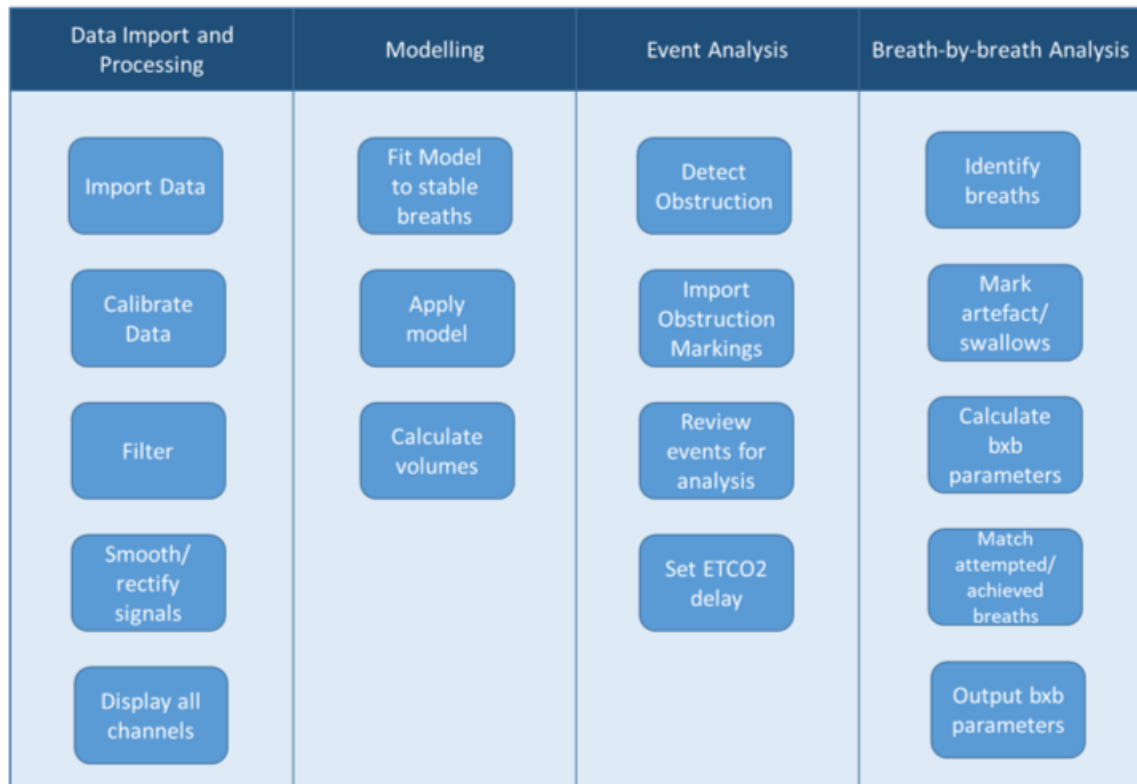 Data Import and
Processing
Modelling
Event Analysis
Breath-by-breath Analysis
Import Data
Calibrate
Data
Filter
Smooth/
rectify
signals
Display all
channels
Fit Model
to stable
breaths
Apply
model
Calculate
volumes
Detect
Obstruction
Import
Obstruction
Markings
Review
events for
analysis
Set ETCO2
delay
Identify
breaths
Mark
artefact/
swallows
Calculate
bxb
parameters
Match
attempted/
achieved
breaths
Output bxb
parameters